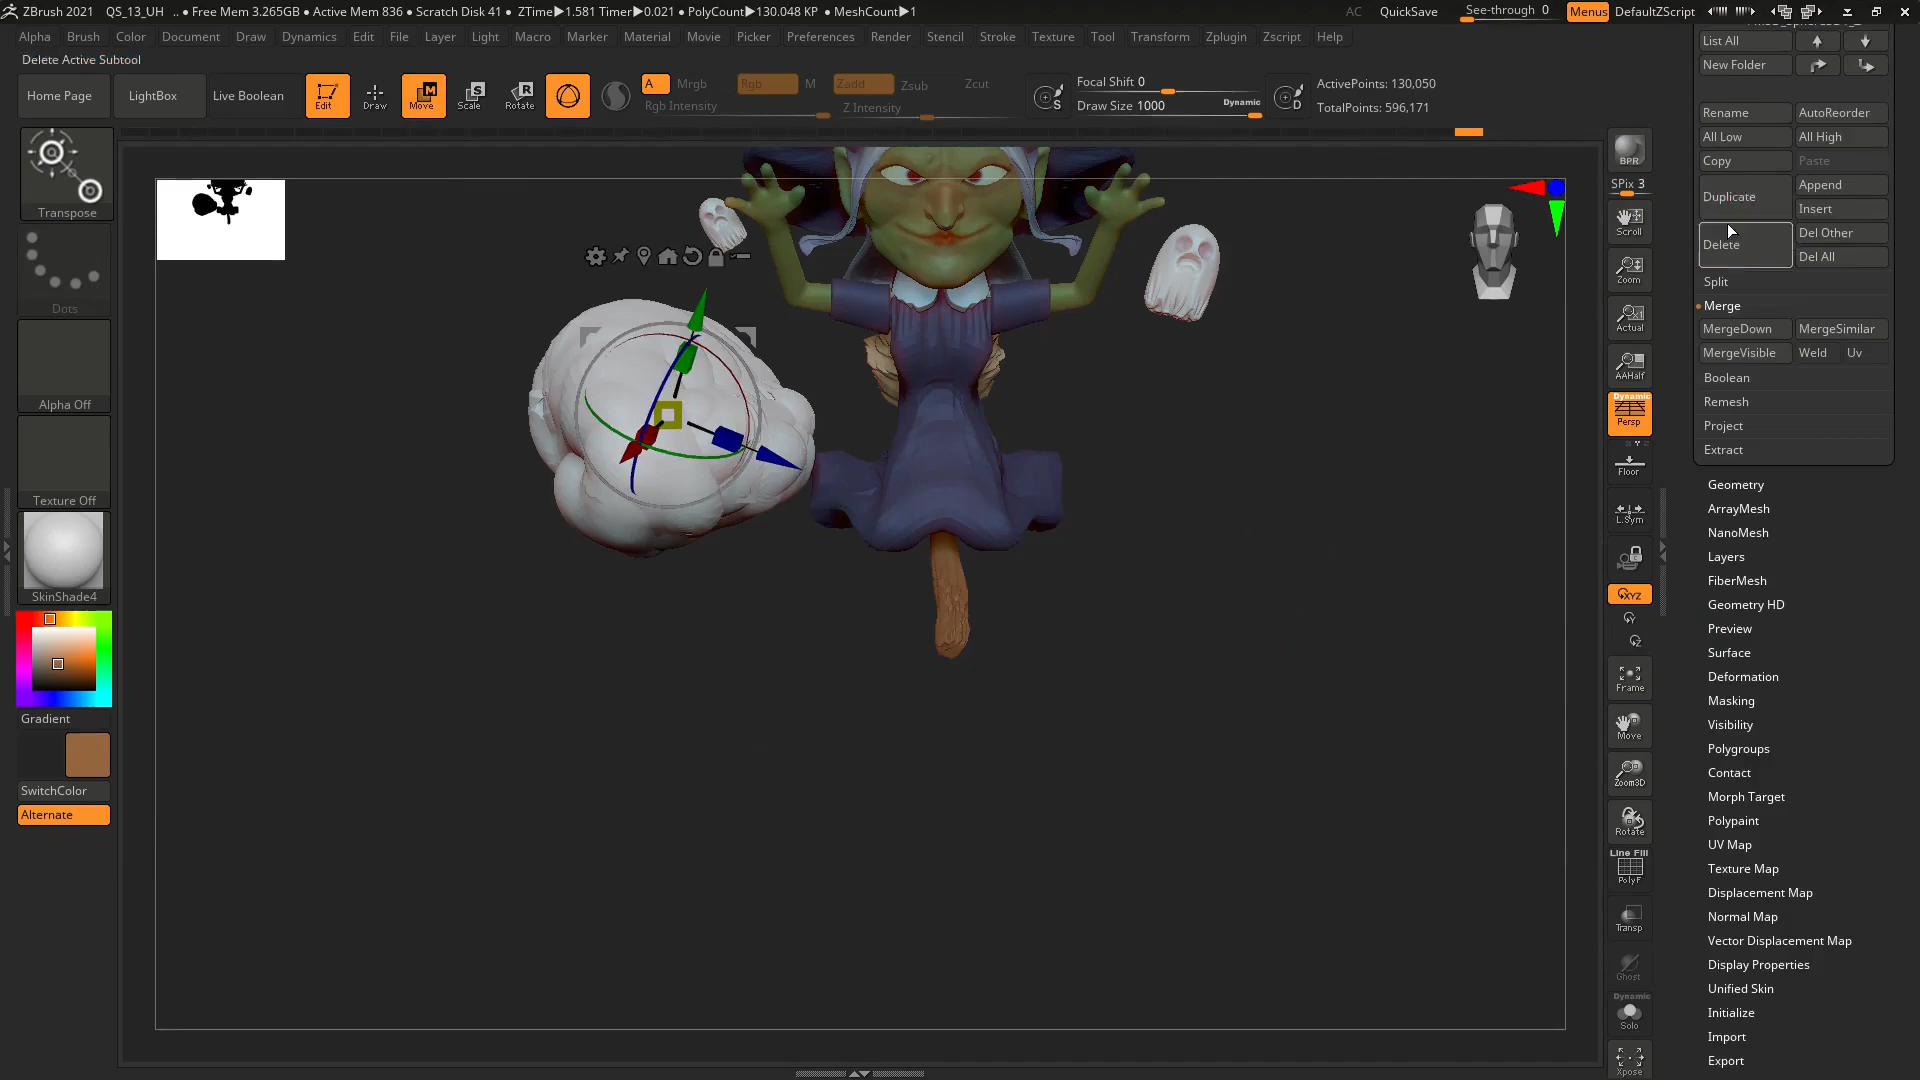 ZBrush 2021 QS_13_UH .. ● Free Mem 3.265GB ● Active Mem 836 ● Scratch Disk 41 ● ZTime▶1.581 Timer▶0.021 ● PolyCount▶130.048 KP ● MeshCount▶1 AC QuickSave See-through 0 Menus DefaultZScript
Alpha Brush Color Document Draw Dynamics Edit File Layer Light Macro Marker Material Movie Picker Preferences Render Stencil Stroke Texture Tool Transform Zplugin Zscript Help
Delete Active Subtool
Home Page LightBox Live Boolean Edit Draw Move Scale Rotate
A Mrgb Rgb M Zadd Zsub Zcut
Rgb Intensity Z Intensity
Focal Shift 0
Draw Size 1000 Dynamic
ActivePoints: 130,050
TotalPoints: 596,171
Transpose
Dots
Alpha Off
Texture Off
SkinShade4
Gradient
SwitchColor
Alternate
BPR
SPix 3
Scroll
Zoom
Actual
AAHalf
Dynamic
Persp
Floor
L.Sym
XYZ
Frame
Move
Zoom3D
Rotate
Line Fill
PolyF
Transp
Ghost
Dynamic
Solo
Xpose
List All
New Folder
Rename AutoReorder
All Low All High
Copy Paste
Duplicate Append
Insert
Delete Del Other
Del All
Split
Merge
MergeDown MergeSimilar
MergeVisible Weld Uv
Boolean
Remesh
Project
Extract
Geometry
ArrayMesh
NanoMesh
Layers
FiberMesh
Geometry HD
Preview
Surface
Deformation
Masking
Visibility
Polygroups
Contact
Morph Target
Polypaint
UV Map
Texture Map
Displacement Map
Normal Map
Vector Displacement Map
Display Properties
Unified Skin
Initialize
Import
Export